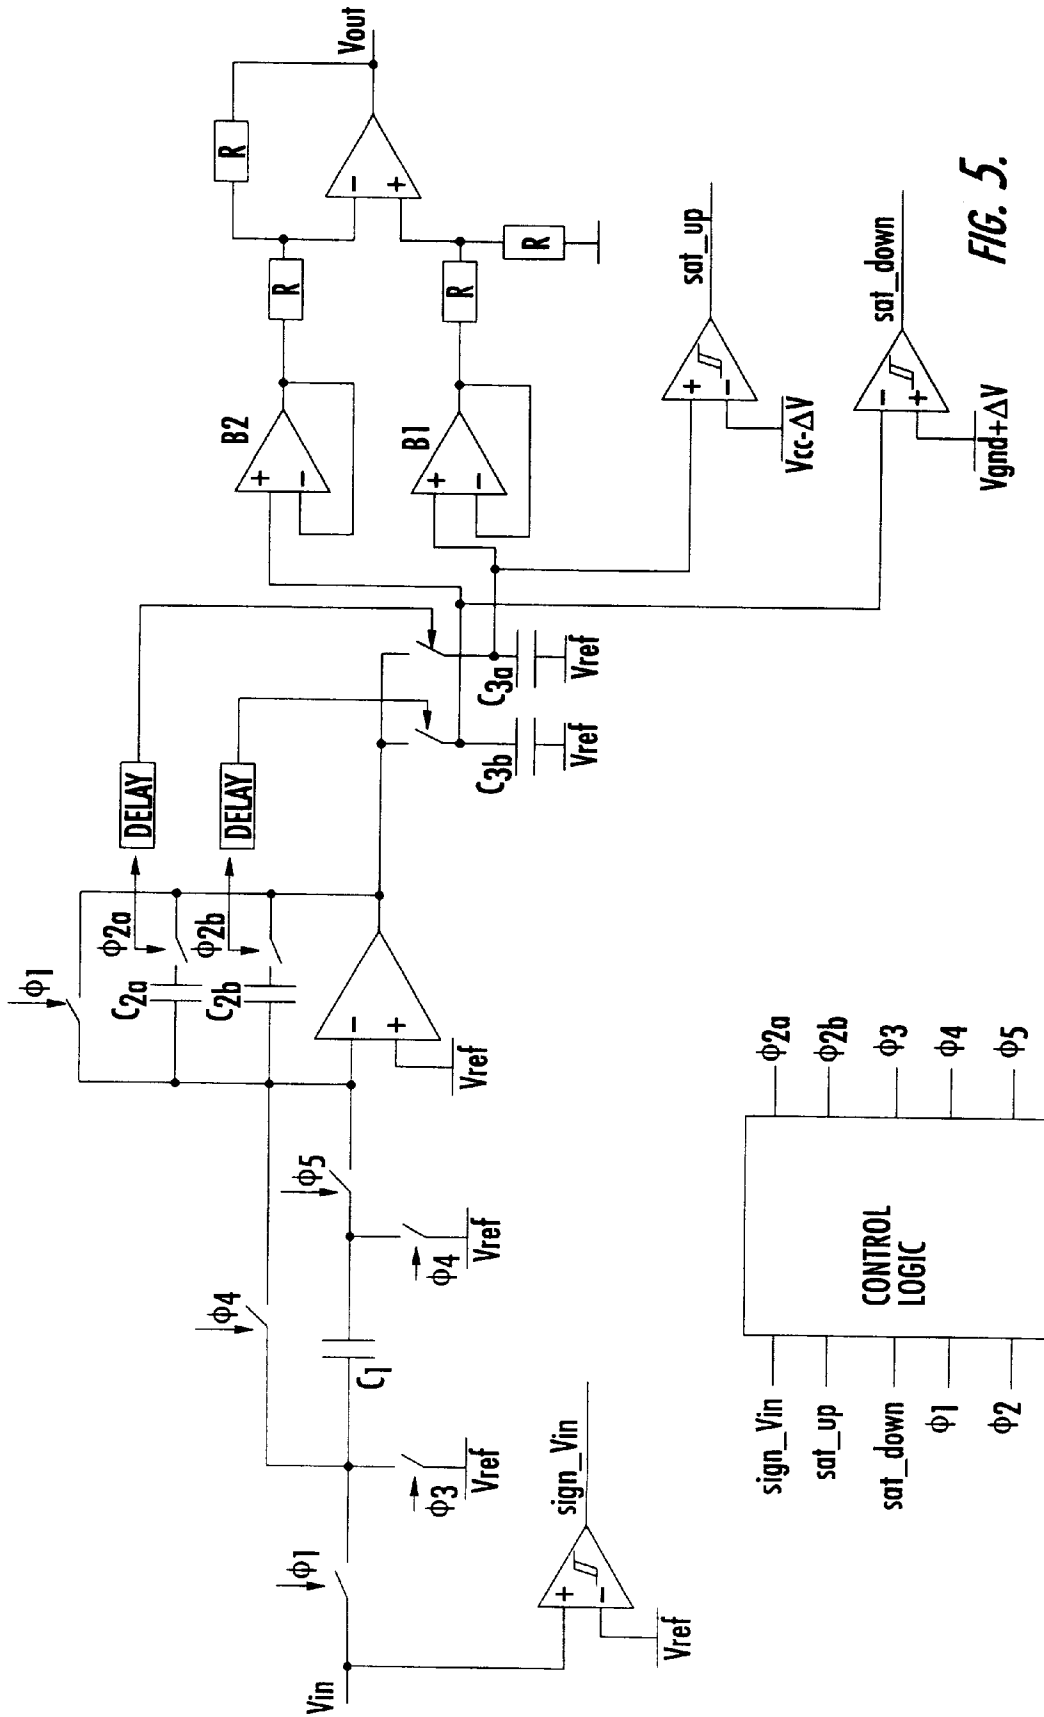 Vin
ϕ1
Vref
sign_Vin
ϕ3
Vref
C1
ϕ4
ϕ4
Vref
ϕ5
ϕ1
C2a
ϕ2a
C2b
ϕ2b
Vref
DELAY
DELAY
C3b
Vref
C3a
Vref
B2
B1
R
R
R
R
Vout
Vcc-ΔV
sat_up
Vgnd+ΔV
sat_down
sign_Vin
sat_up
sat_down
ϕ1
ϕ2
CONTROL
LOGIC
ϕ2a
ϕ2b
ϕ3
ϕ4
ϕ5
FIG. 5.